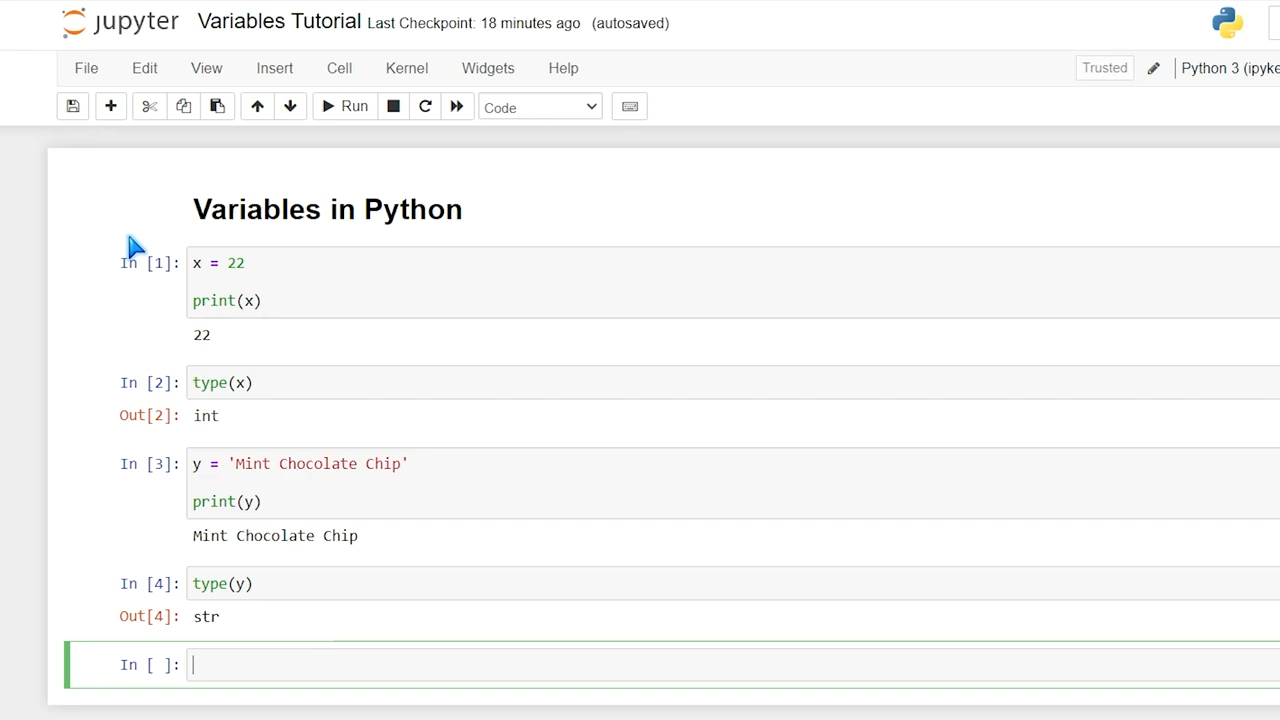 jupyter Variables Tutorial Last Checkpoint: 18 minutes ago (autosaved)
File Edit View Insert Cell Kernel Widgets Help Trusted Python 3 (ipyke
Run Code
Variables in Python
In [1]: x = 22
print(x)
22
In [2]: type(x)
Out[2]: int
In [3]: y = 'Mint Chocolate Chip'
print(y)
Mint Chocolate Chip
In [4]: type(y)
Out[4]: str
In [ ]: